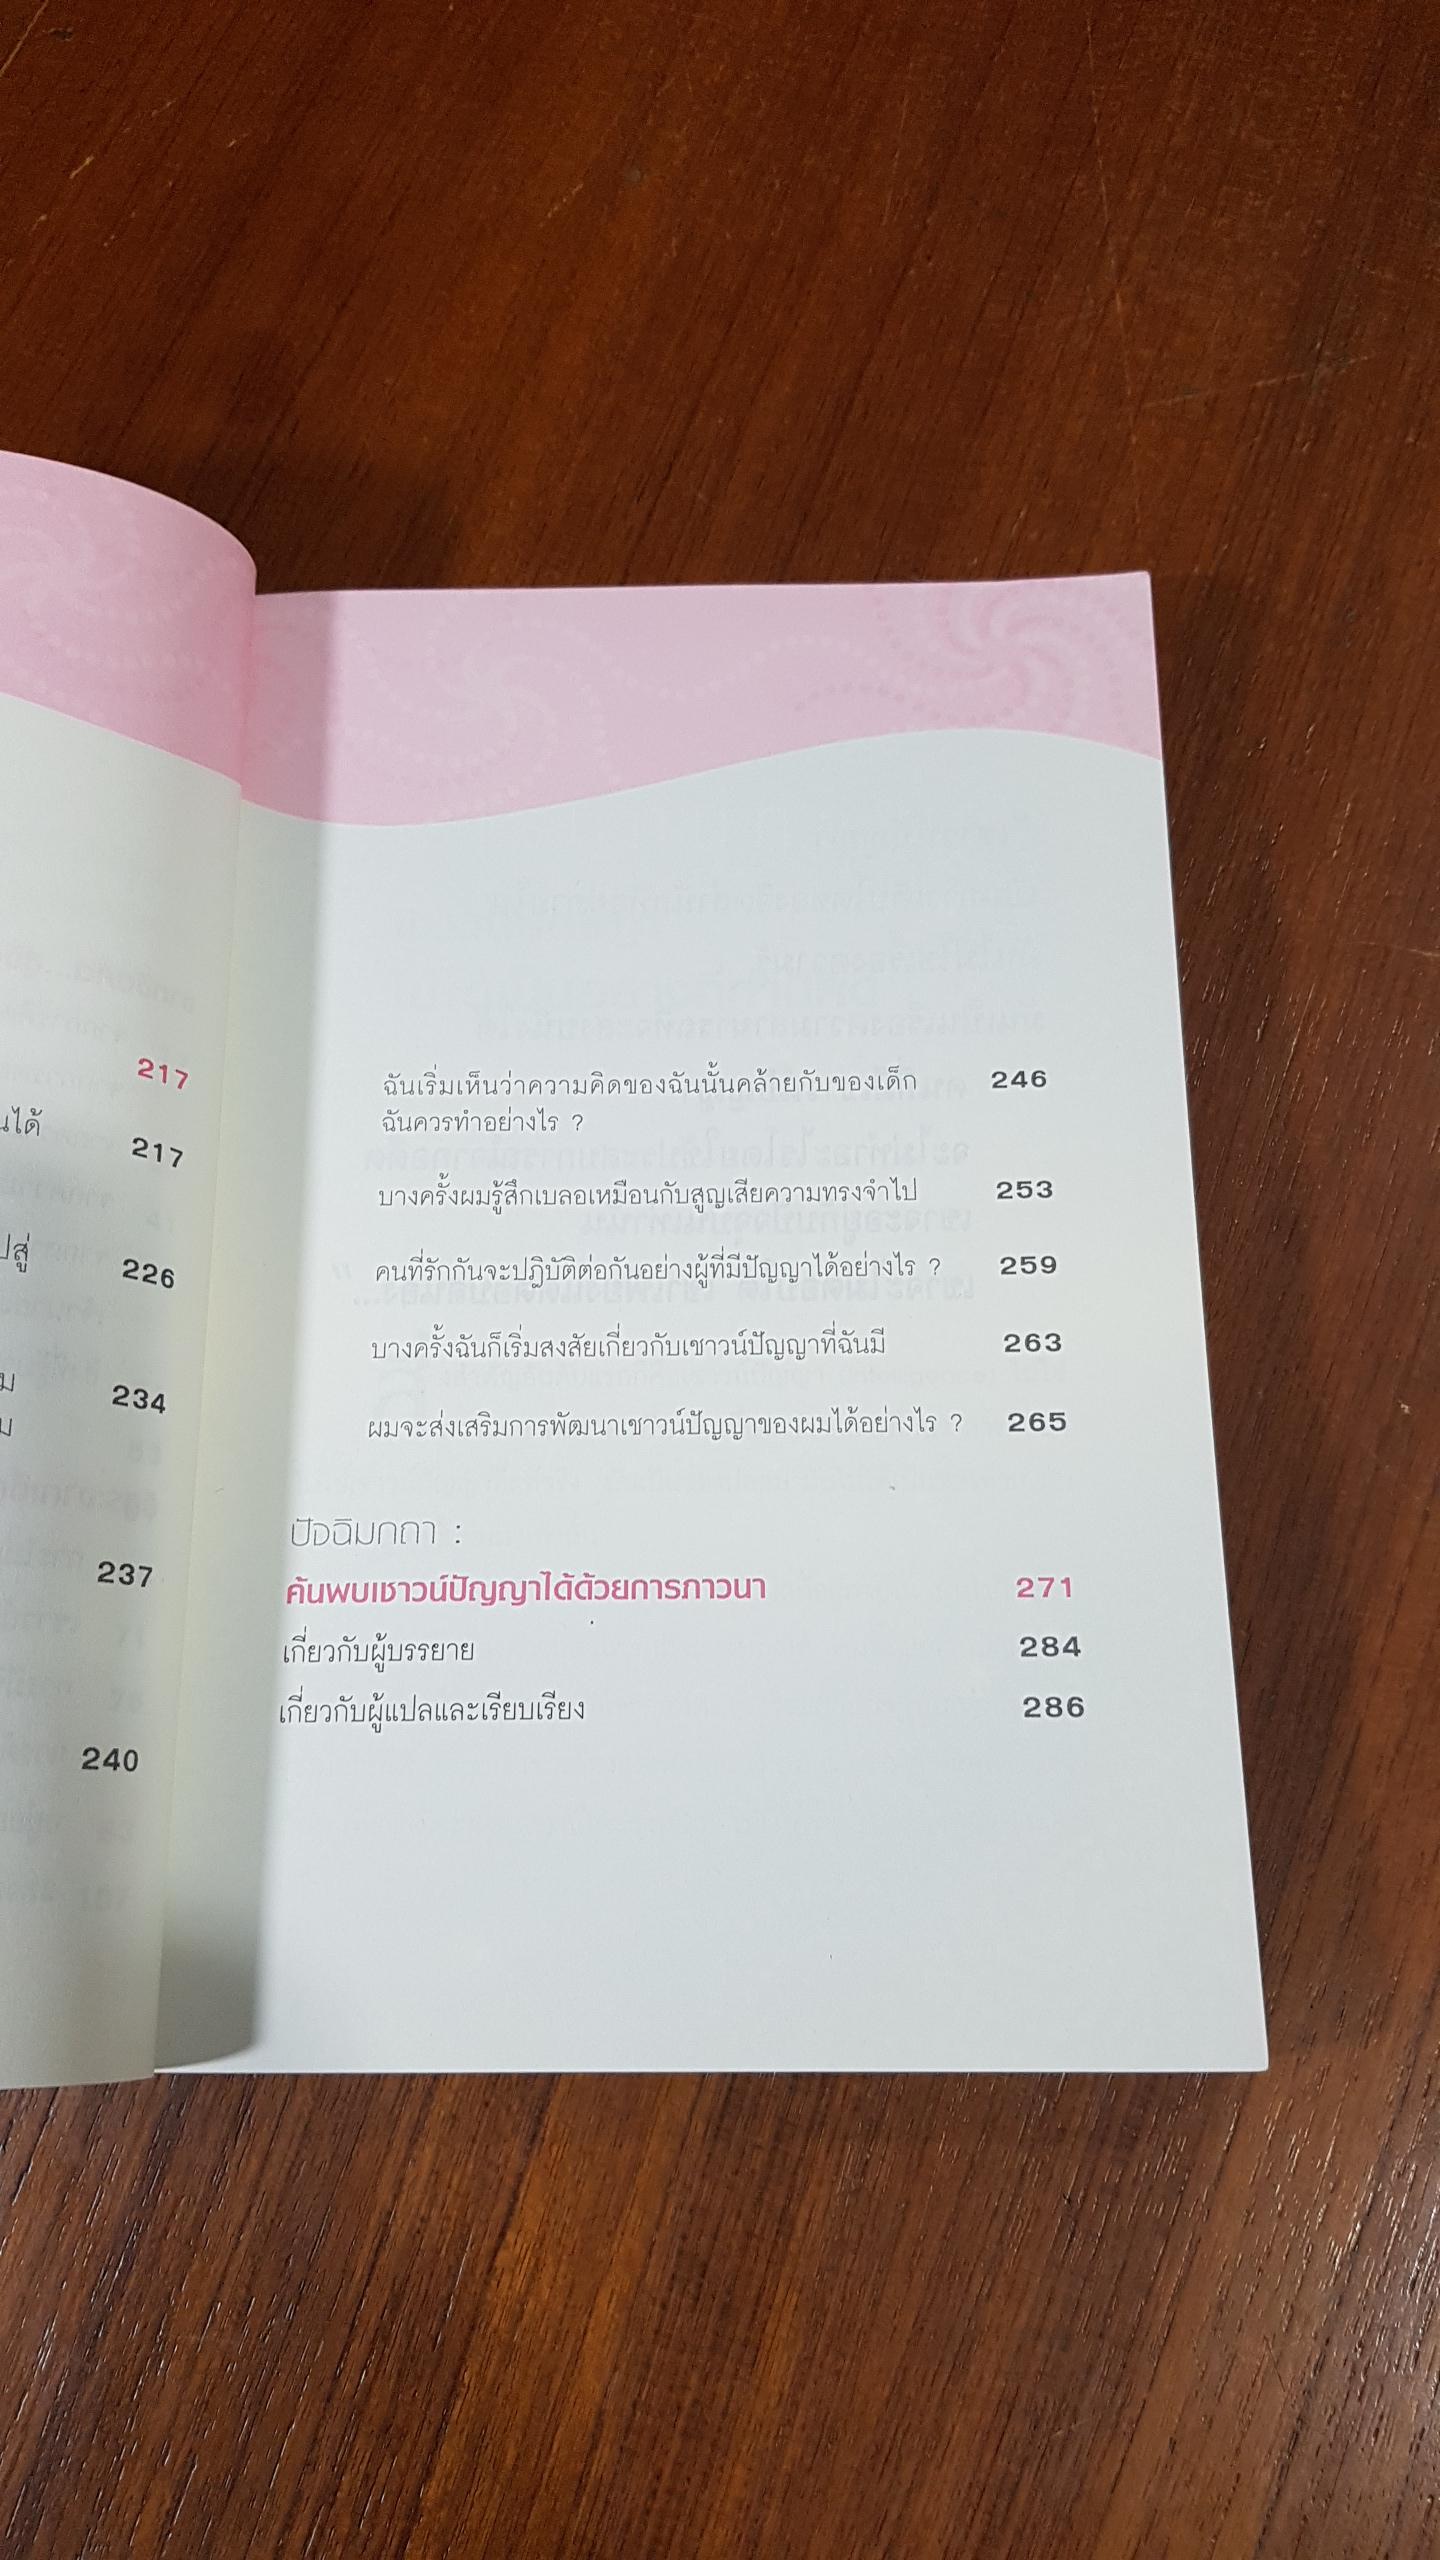 217
นได้
217
ปสู่
226
ม
234
237
240
ฉันเริ่มเห็นว่าความคิดของฉันนั้นคล้ายกับของเด็ก 246
ฉันควรทำอย่างไร ?
บางครั้งผมรู้สึกเบลอเหมือนกับสูญเสียความทรงจำไป 253
คนที่รักกันจะปฏิบัติต่อกันอย่างผู้ที่มีปัญญาได้อย่างไร ? 259
บางครั้งฉันก็เริ่มสงสัยเกี่ยวกับเชาวน์ปัญญาที่ฉันมี 263
ผมจะส่งเสริมการพัฒนาเชาวน์ปัญญาของผมได้อย่างไร ? 265
ปัจฉิมกถา :
ค้นพบเชาวน์ปัญญาได้ด้วยการภาวนา 271
เกี่ยวกับผู้บรรยาย 284
เกี่ยวกับผู้แปลและเรียบเรียง 286